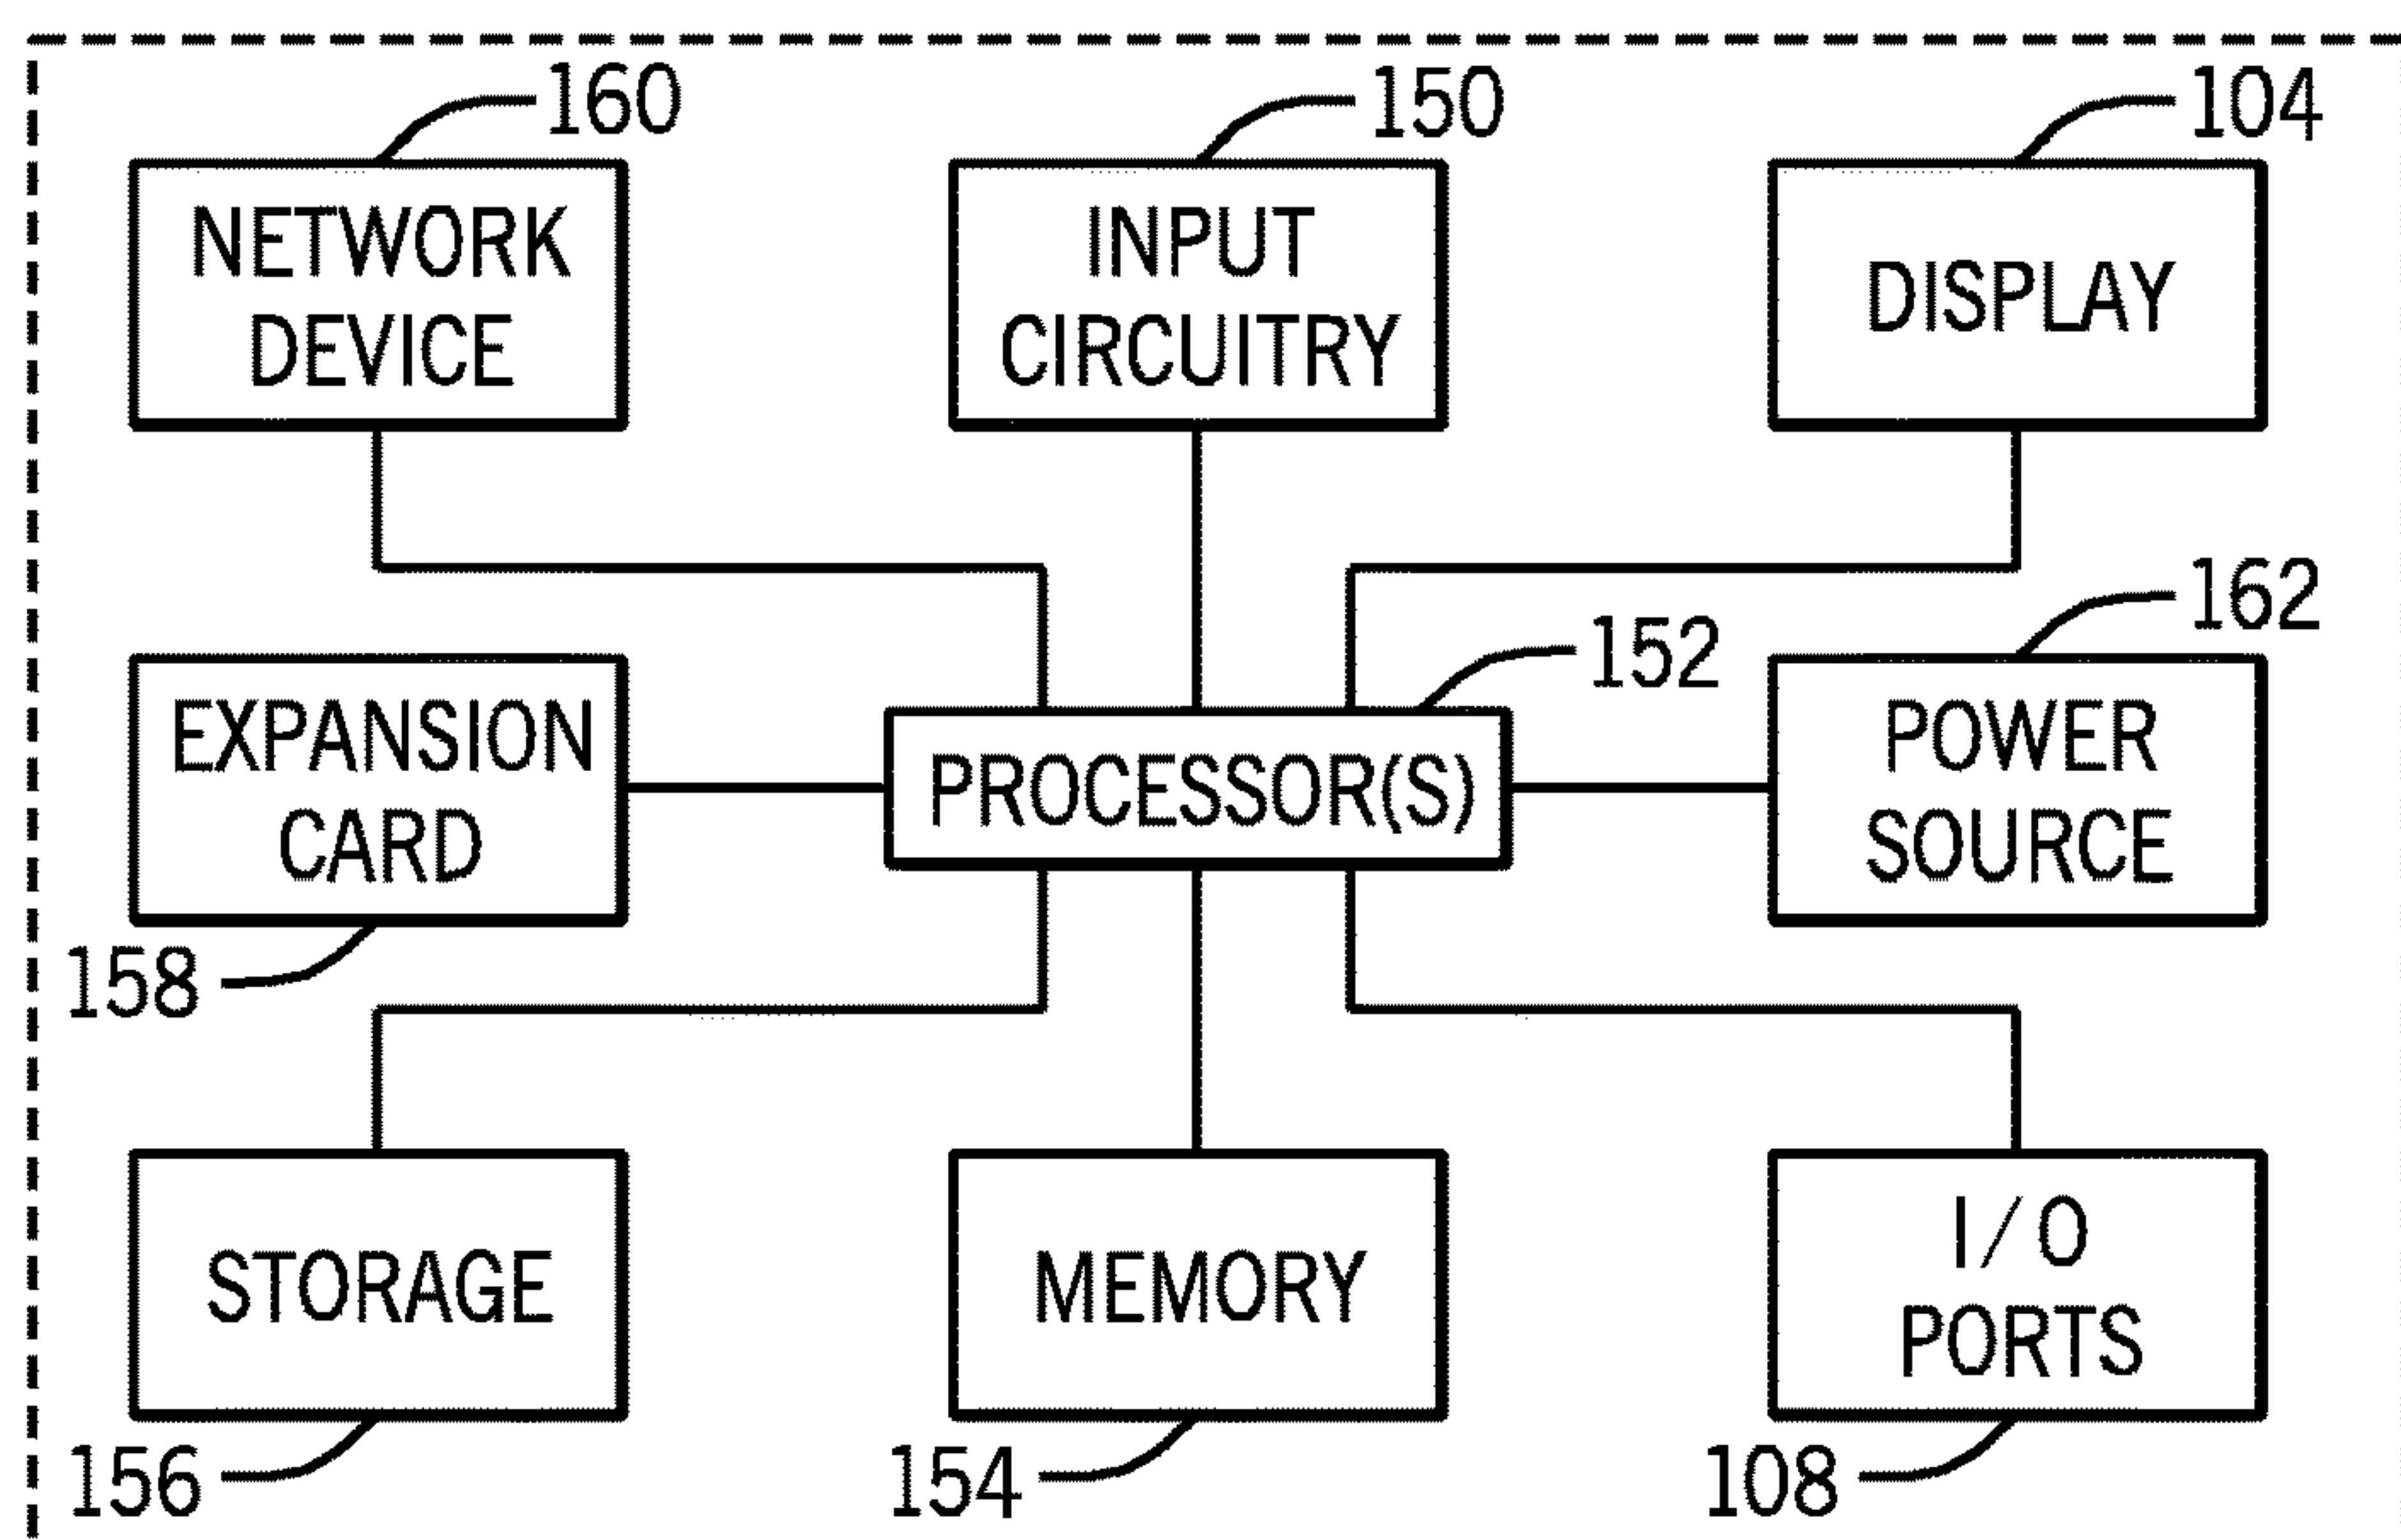 160
150
104
NETWORK
DEVICE
INPUT
CIRCUITRY
DISPLAY
162
152
EXPANSION
CARD
PROCESSOR(S)
POWER
SOURCE
158
STORAGE
MEMORY
I/O
PORTS
156
154
108